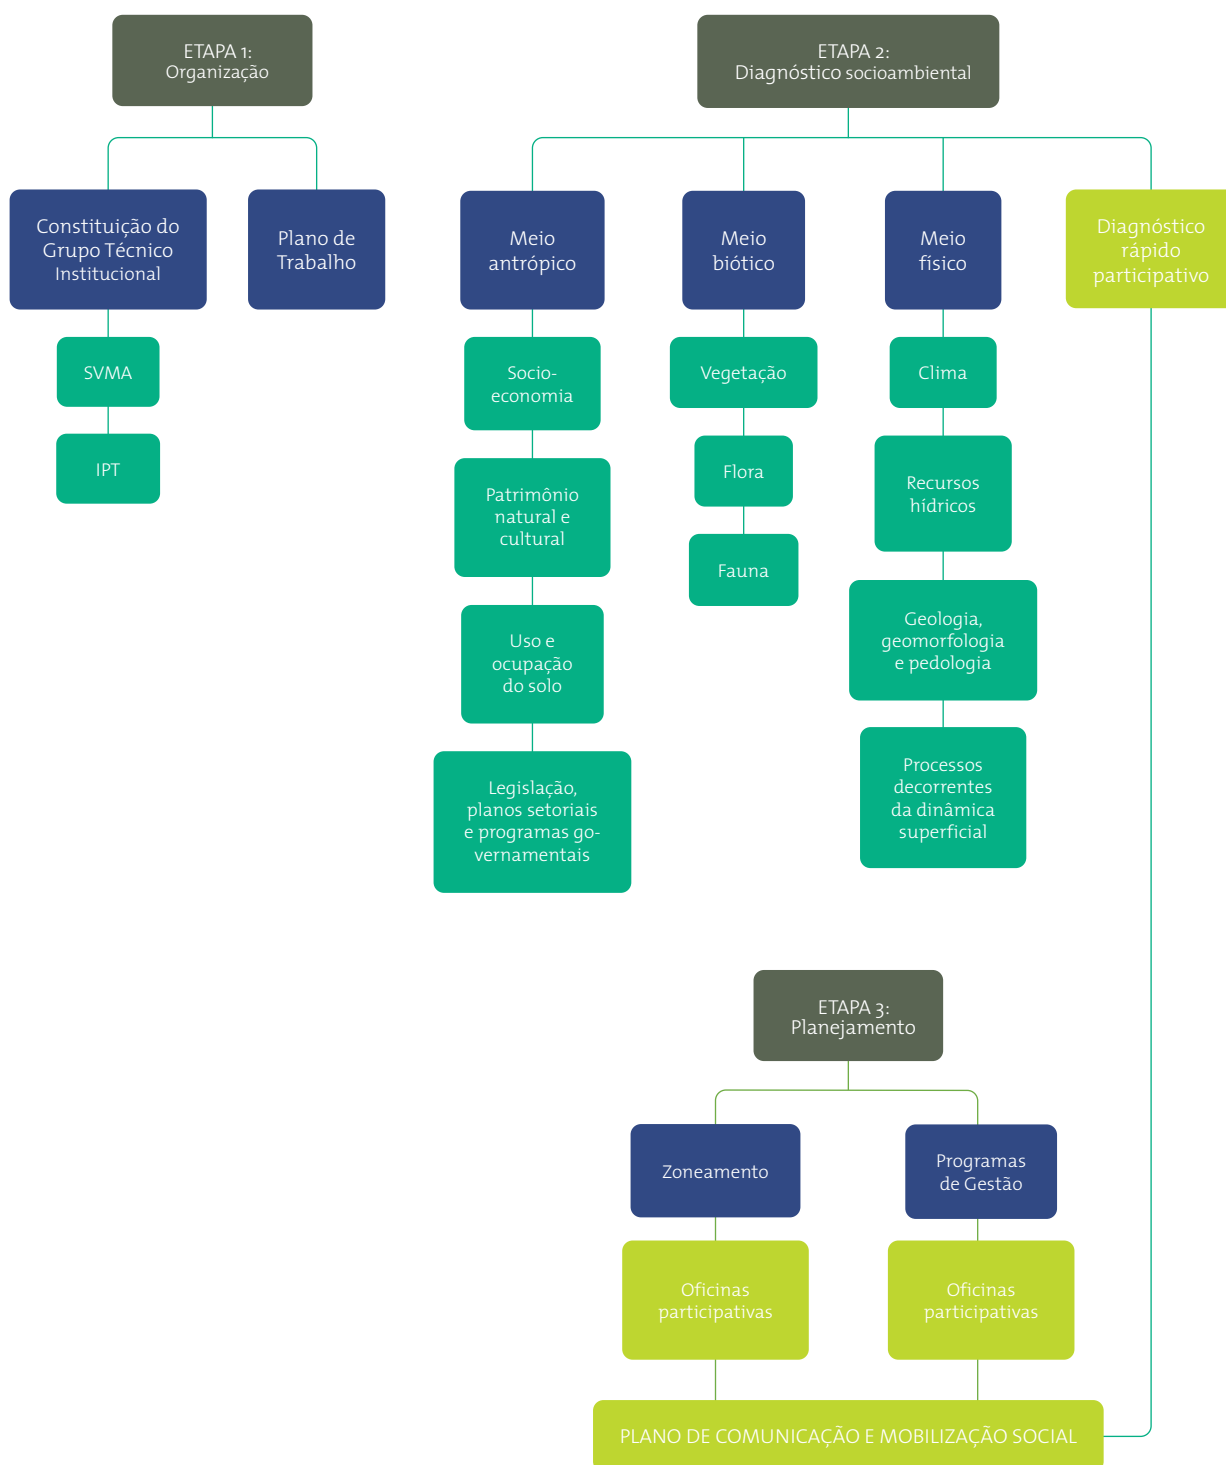 ETAPA 1:
Organização
Constituição do
Grupo Técnico
Institucional
Plano de
Trabalho
SVMA
IPT
ETAPA 2:
Diagnóstico socioambiental
Meio
antrópico
Socio-
economia
Patrimônio
natural e
cultural
Uso e
ocupação
do solo
Legislação,
planos setoriais
e programas go-
vernamentais
Meio
biótico
Vegetação
Flora
Fauna
Meio
físico
Clima
Recursos
hídricos
Geologia,
geomorfologia
e pedologia
Processos
decorrentes
da dinâmica
superficial
Diagnóstico
rápido
participativo
ETAPA 3:
Planejamento
Zoneamento
Oficinas
participativas
Programas
de Gestão
Oficinas
participativas
PLANO DE COMUNICAÇÃO E MOBILIZAÇÃO SOCIAL